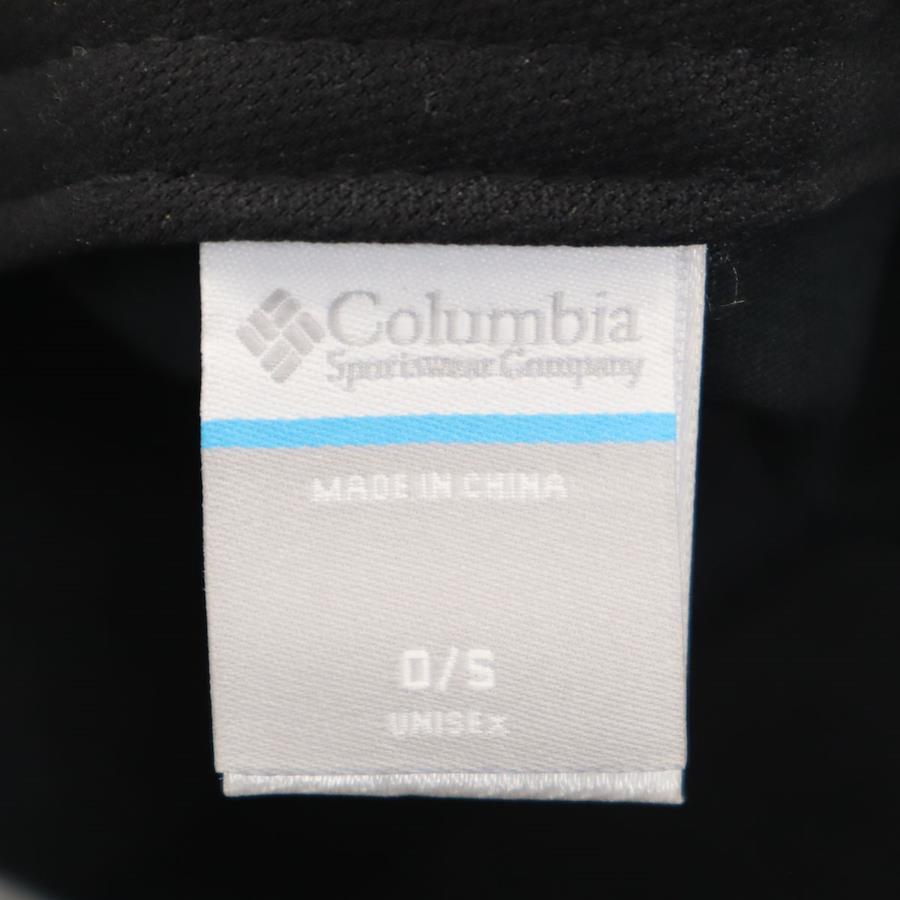 Columbia
Sportswear Company
MADE IN CHINA
O/S
UNISEX